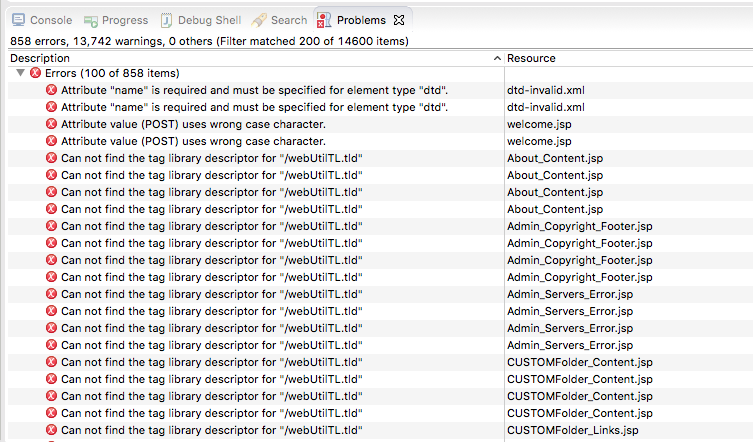 Console Progress Debug Shell Search Problems
858 errors, 13,742 warnings, 0 others (Filter matched 200 of 14600 items)
Description Resource
Errors (100 of 858 items)
Attribute "name" is required and must be specified for element type "dtd". dtd-invalid.xml
Attribute "name" is required and must be specified for element type "dtd". dtd-invalid.xml
Attribute value (POST) uses wrong case character. welcome.jsp
Attribute value (POST) uses wrong case character. welcome.jsp
Can not find the tag library descriptor for "/webUtilTL.tld" About_Content.jsp
Can not find the tag library descriptor for "/webUtilTL.tld" About_Content.jsp
Can not find the tag library descriptor for "/webUtilTL.tld" About_Content.jsp
Can not find the tag library descriptor for "/webUtilTL.tld" About_Content.jsp
Can not find the tag library descriptor for "/webUtilTL.tld" Admin_Copyright_Footer.jsp
Can not find the tag library descriptor for "/webUtilTL.tld" Admin_Copyright_Footer.jsp
Can not find the tag library descriptor for "/webUtilTL.tld" Admin_Copyright_Footer.jsp
Can not find the tag library descriptor for "/webUtilTL.tld" Admin_Copyright_Footer.jsp
Can not find the tag library descriptor for "/webUtilTL.tld" Admin_Servers_Error.jsp
Can not find the tag library descriptor for "/webUtilTL.tld" Admin_Servers_Error.jsp
Can not find the tag library descriptor for "/webUtilTL.tld" Admin_Servers_Error.jsp
Can not find the tag library descriptor for "/webUtilTL.tld" Admin_Servers_Error.jsp
Can not find the tag library descriptor for "/webUtilTL.tld" CUSTOMFolder_Content.jsp
Can not find the tag library descriptor for "/webUtilTL.tld" CUSTOMFolder_Content.jsp
Can not find the tag library descriptor for "/webUtilTL.tld" CUSTOMFolder_Content.jsp
Can not find the tag library descriptor for "/webUtilTL.tld" CUSTOMFolder_Content.jsp
Can not find the tag library descriptor for "/webUtilTL.tld" CUSTOMFolder_Links.jsp